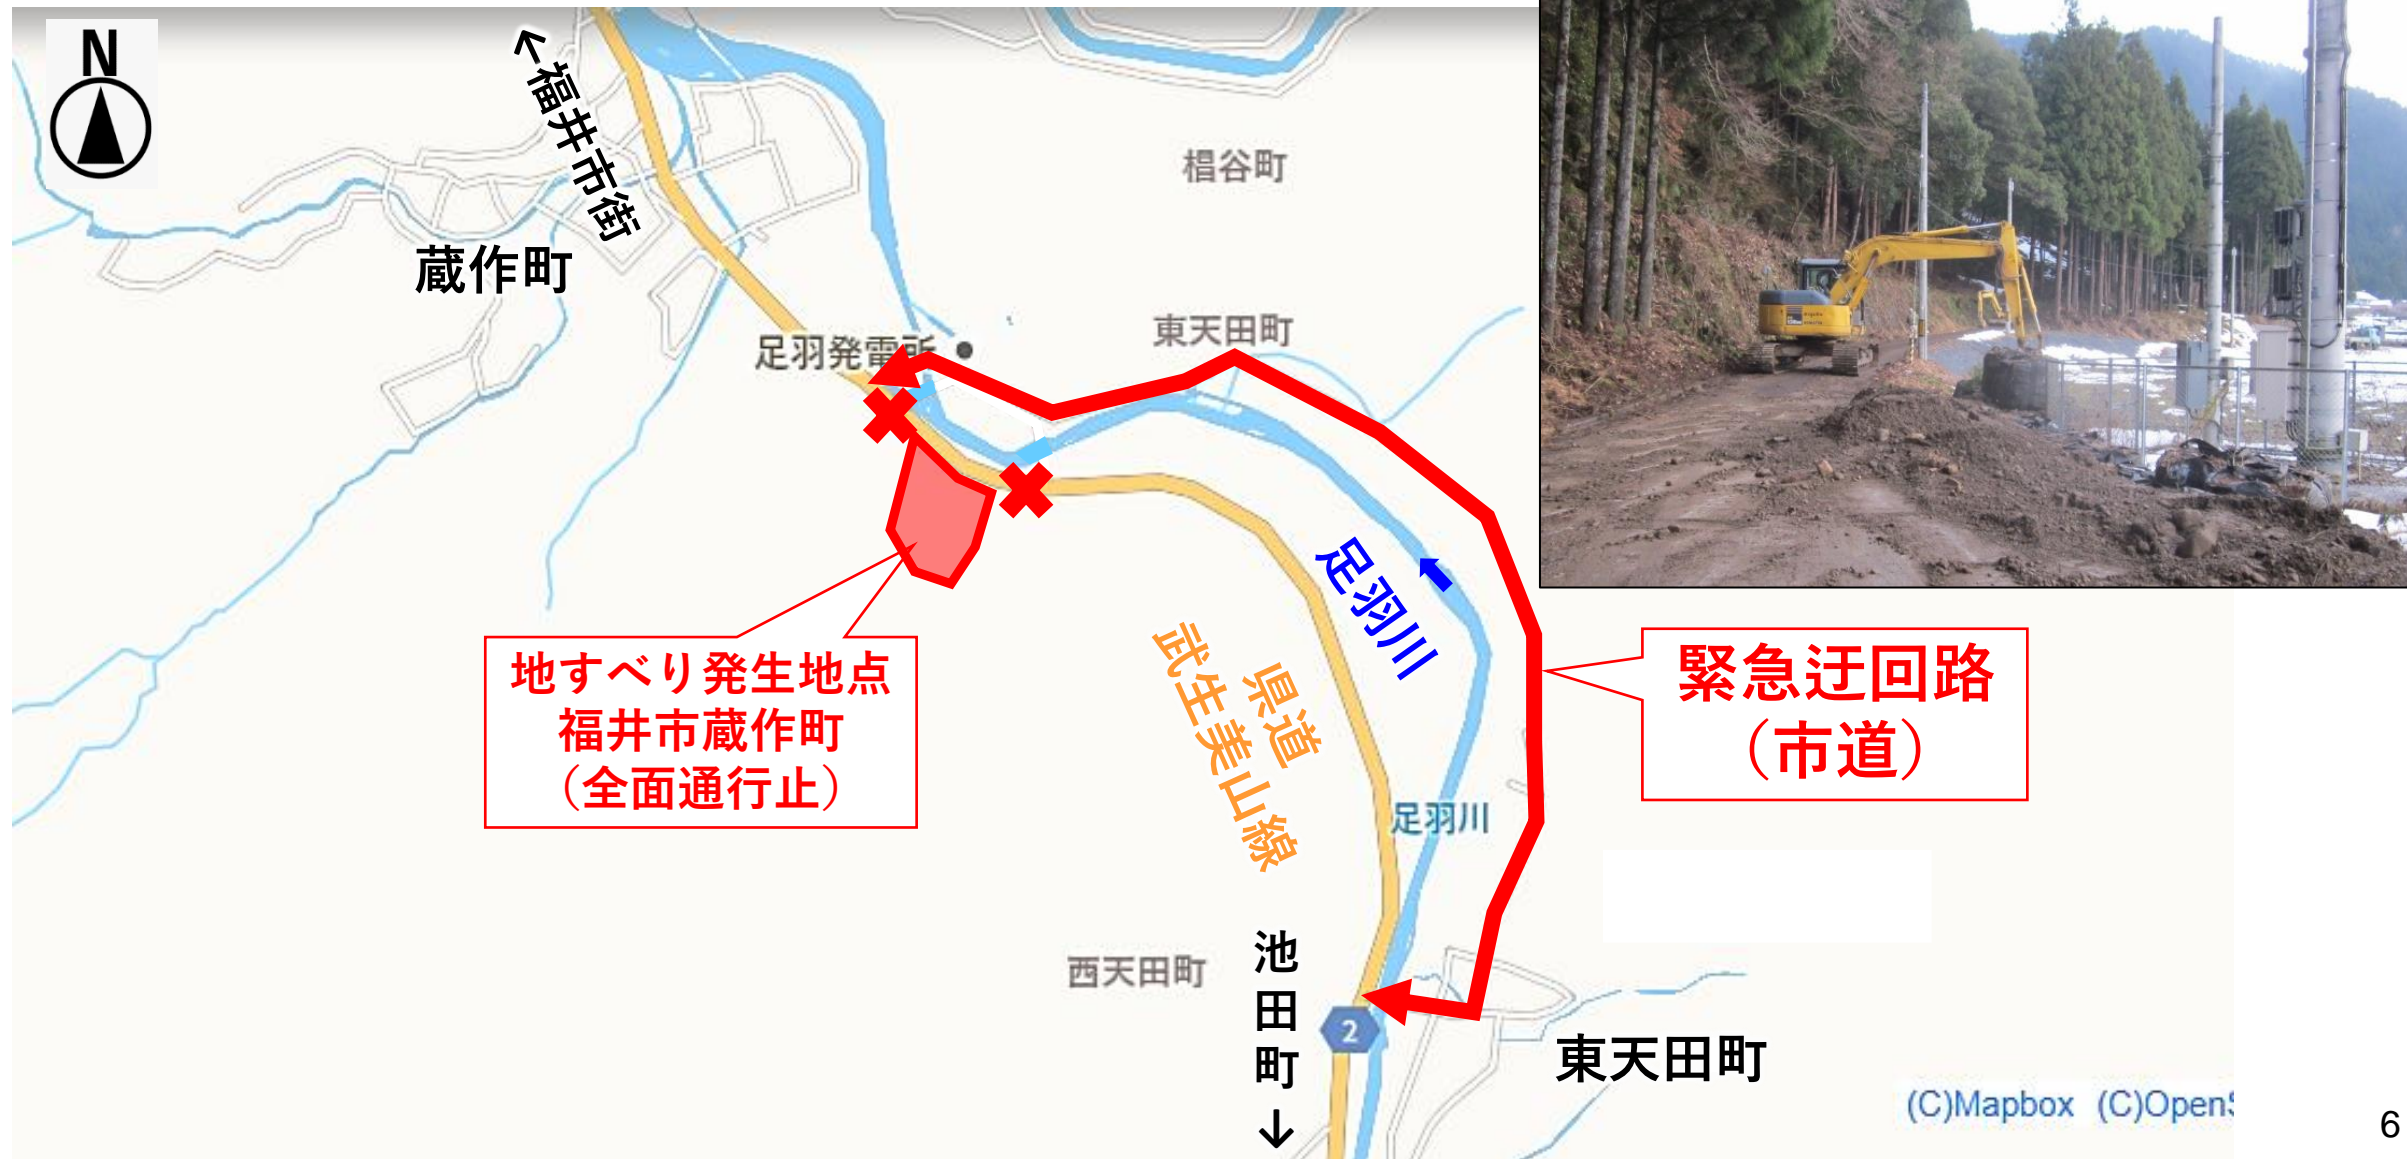 N
←福井市街
椙谷町
蔵作町
東天田町
足羽発電所
足羽川
地すべり発生地点
福井市蔵作町
(全面通行止)
県道
武生美山線
緊急迂回路
(市道)
足羽川
池田町↓
西天田町
2
東天田町
(C)Mapbox (C)OpenS
6